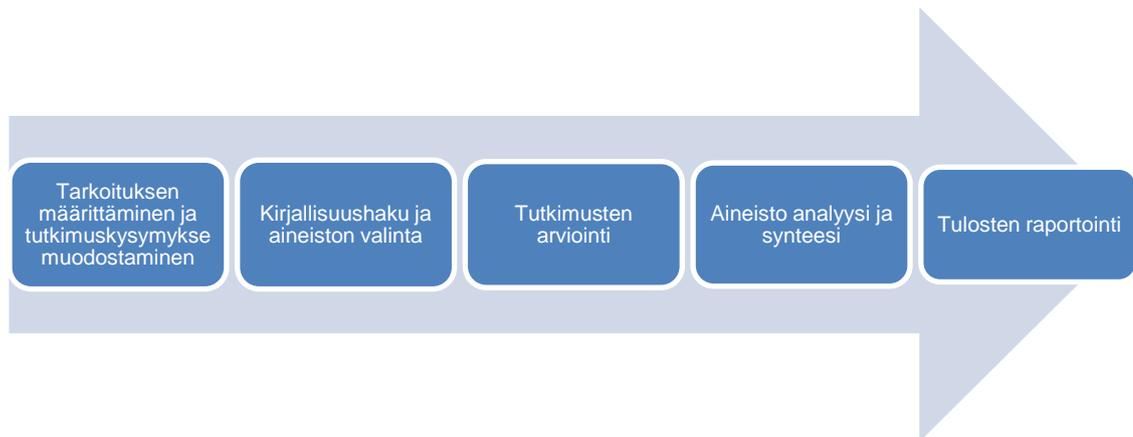 Tarkoituksen
määrittäminen ja
tutkimuskysymykse
muodostaminen
Kirjallisuushaku ja
aineiston valinta
Tutkimusten
arviointi
Aineisto analyysi ja
synteesi
Tulosten raportointi